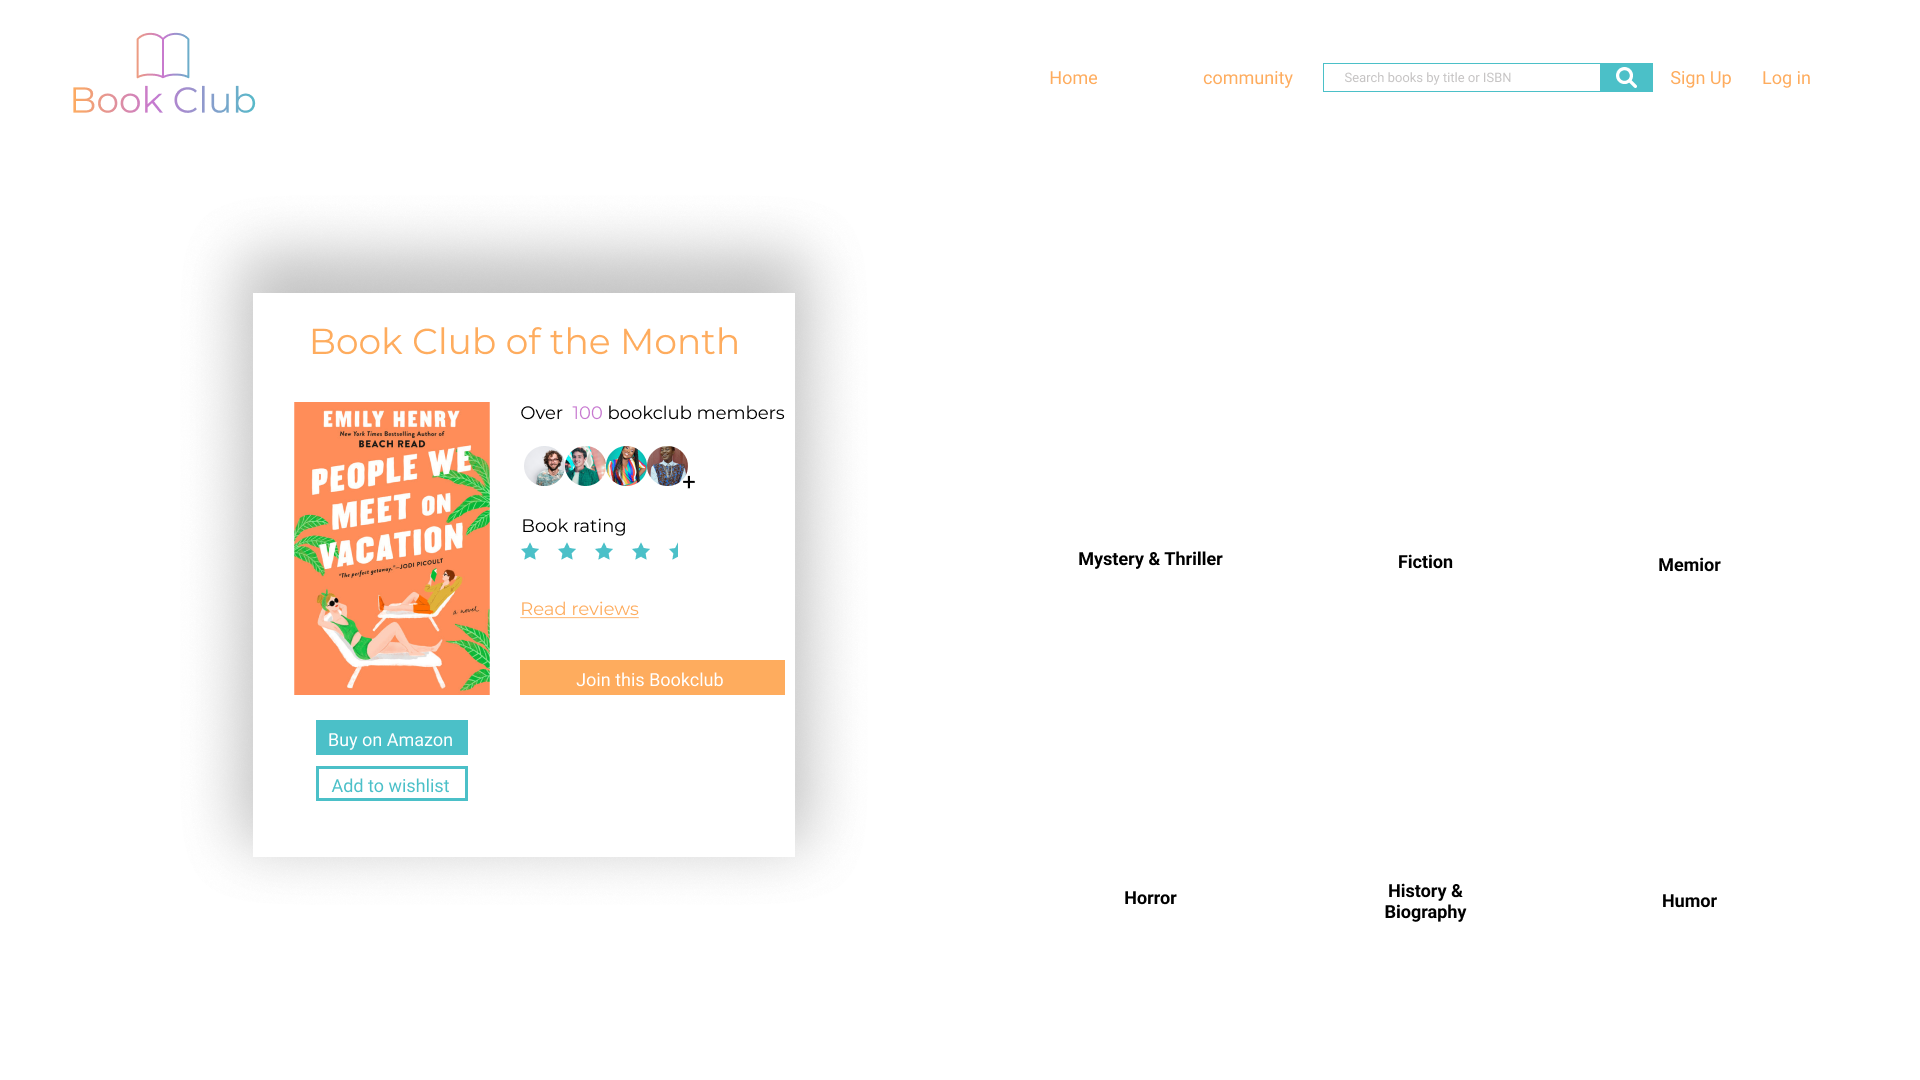 Book Club
Home
community
Search books by title or ISBN
Sign Up
Log in
Book Club of the Month
EMILY HENRY
New York Times Bestselling Author of
BEACH READ
PEOPLE WE
MEET ON
VACATION
"The perfect getaway."—JODI PICOULT
a novel
Over 100 bookclub members
+
Book rating
Read reviews
Join this Bookclub
Buy on Amazon
Add to wishlist
Mystery & Thriller
Fiction
Memior
Horror
History &
Biography
Humor